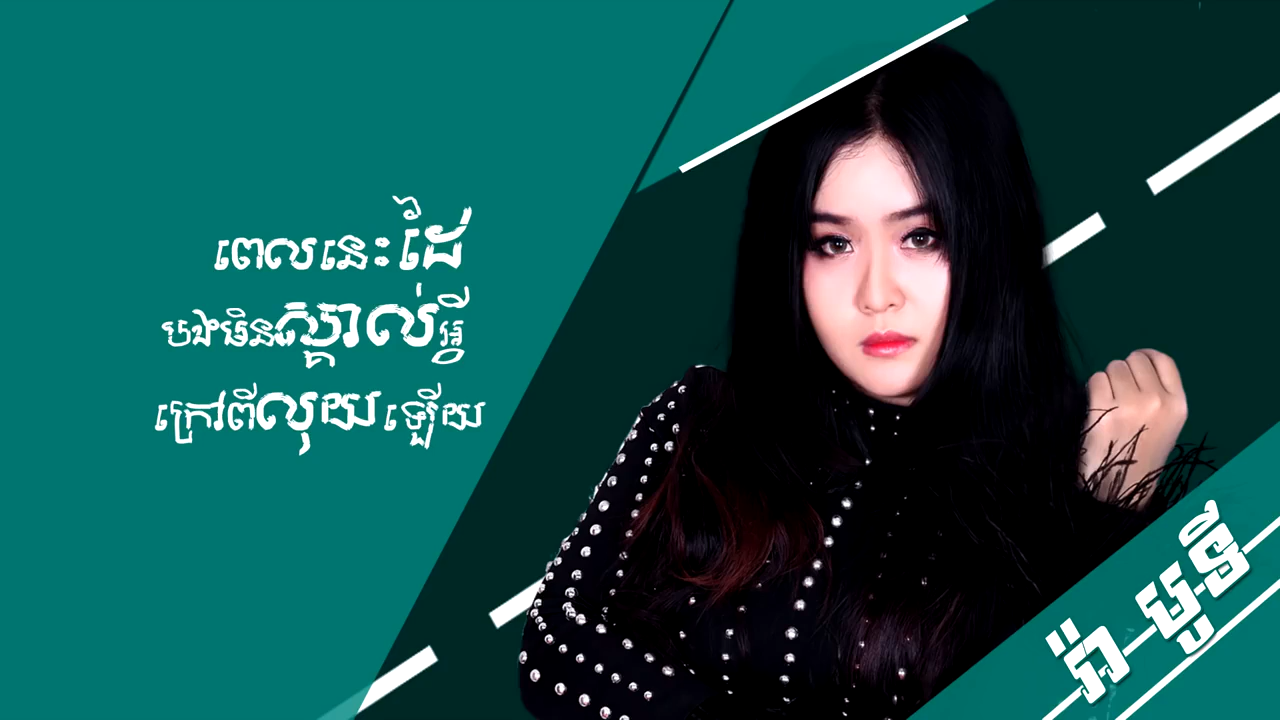 ពេលនេះដៃ
បងមិនស្គាល់អ្វី
ក្រៅពីលុយឡើយ
រ៉ា មូទី